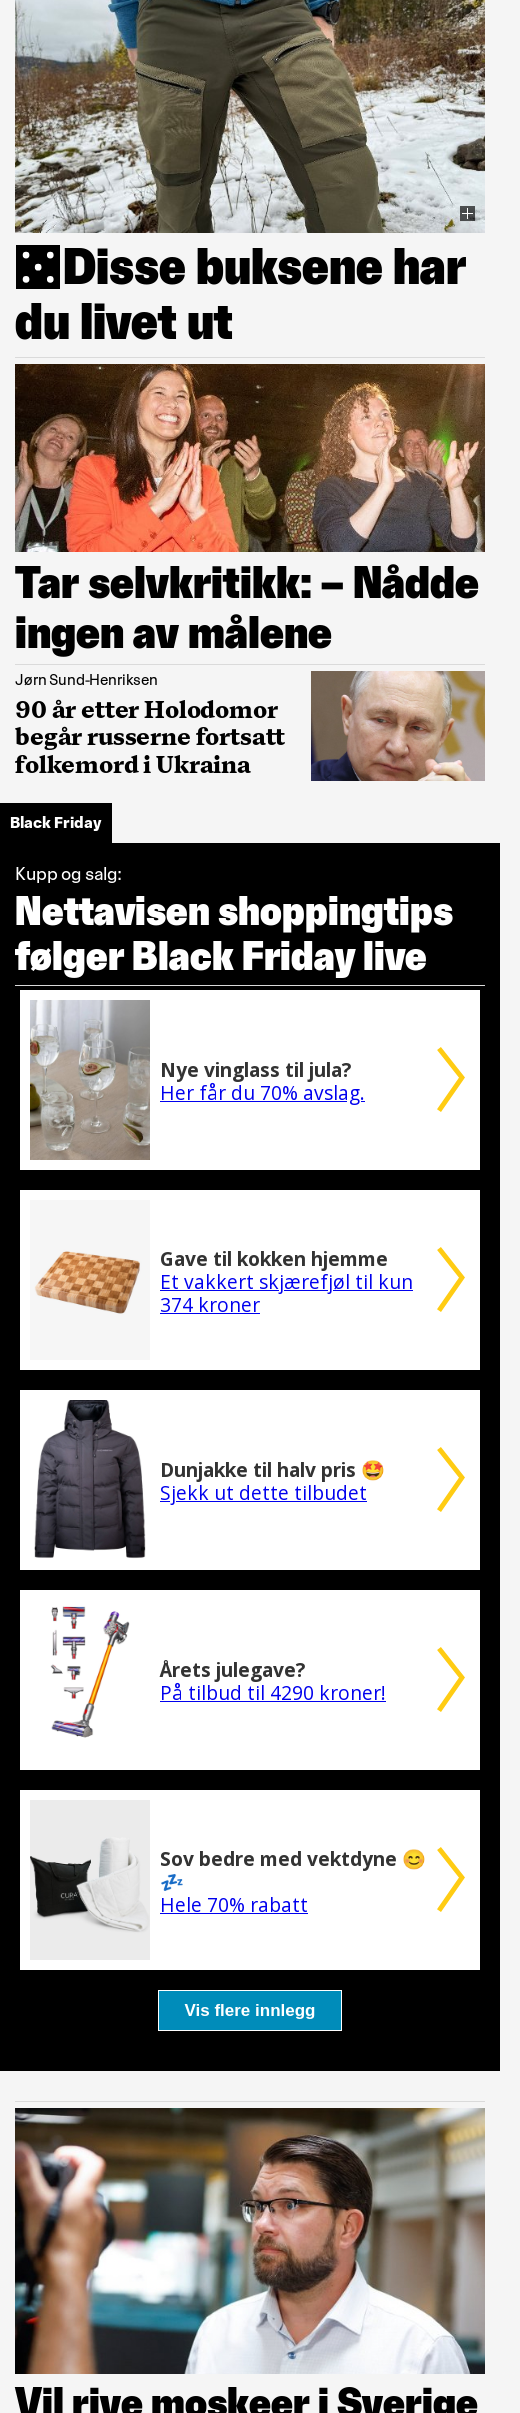 Disse buksene har
du livet ut
Tar selvkritikk: – Nådde
ingen av målene
Jørn Sund-Henriksen
90 år etter Holodomor
begår russerne fortsatt
folkemord i Ukraina
Black Friday
Kupp og salg:
Nettavisen shoppingtips
følger Black Friday live
Nye vinglass til jula?
Her får du 70% avslag.
Gave til kokken hjemme
Et vakkert skjærefjøl til kun
374 kroner
Dunjakke til halv pris 🤩
Sjekk ut dette tilbudet
Årets julegave?
På tilbud til 4290 kroner!
Sov bedre med vektdyne 😊
💤
Hele 70% rabatt
CURA
Vis flere innlegg
Vil rive moskeer i Sverige